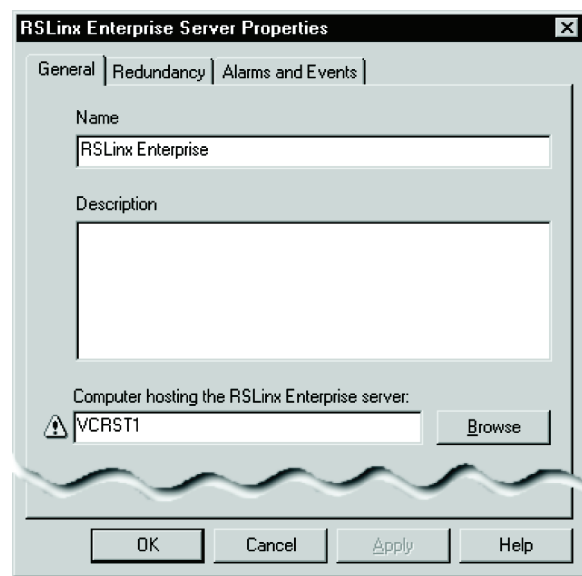 RSLinx Enterprise Server Properties
General Redundancy Alarms and Events
Name
RSLinx Enterprise
Description
Computer hosting the RSLinx Enterprise server:
VCRST1 Browse
OK Cancel Apply Help